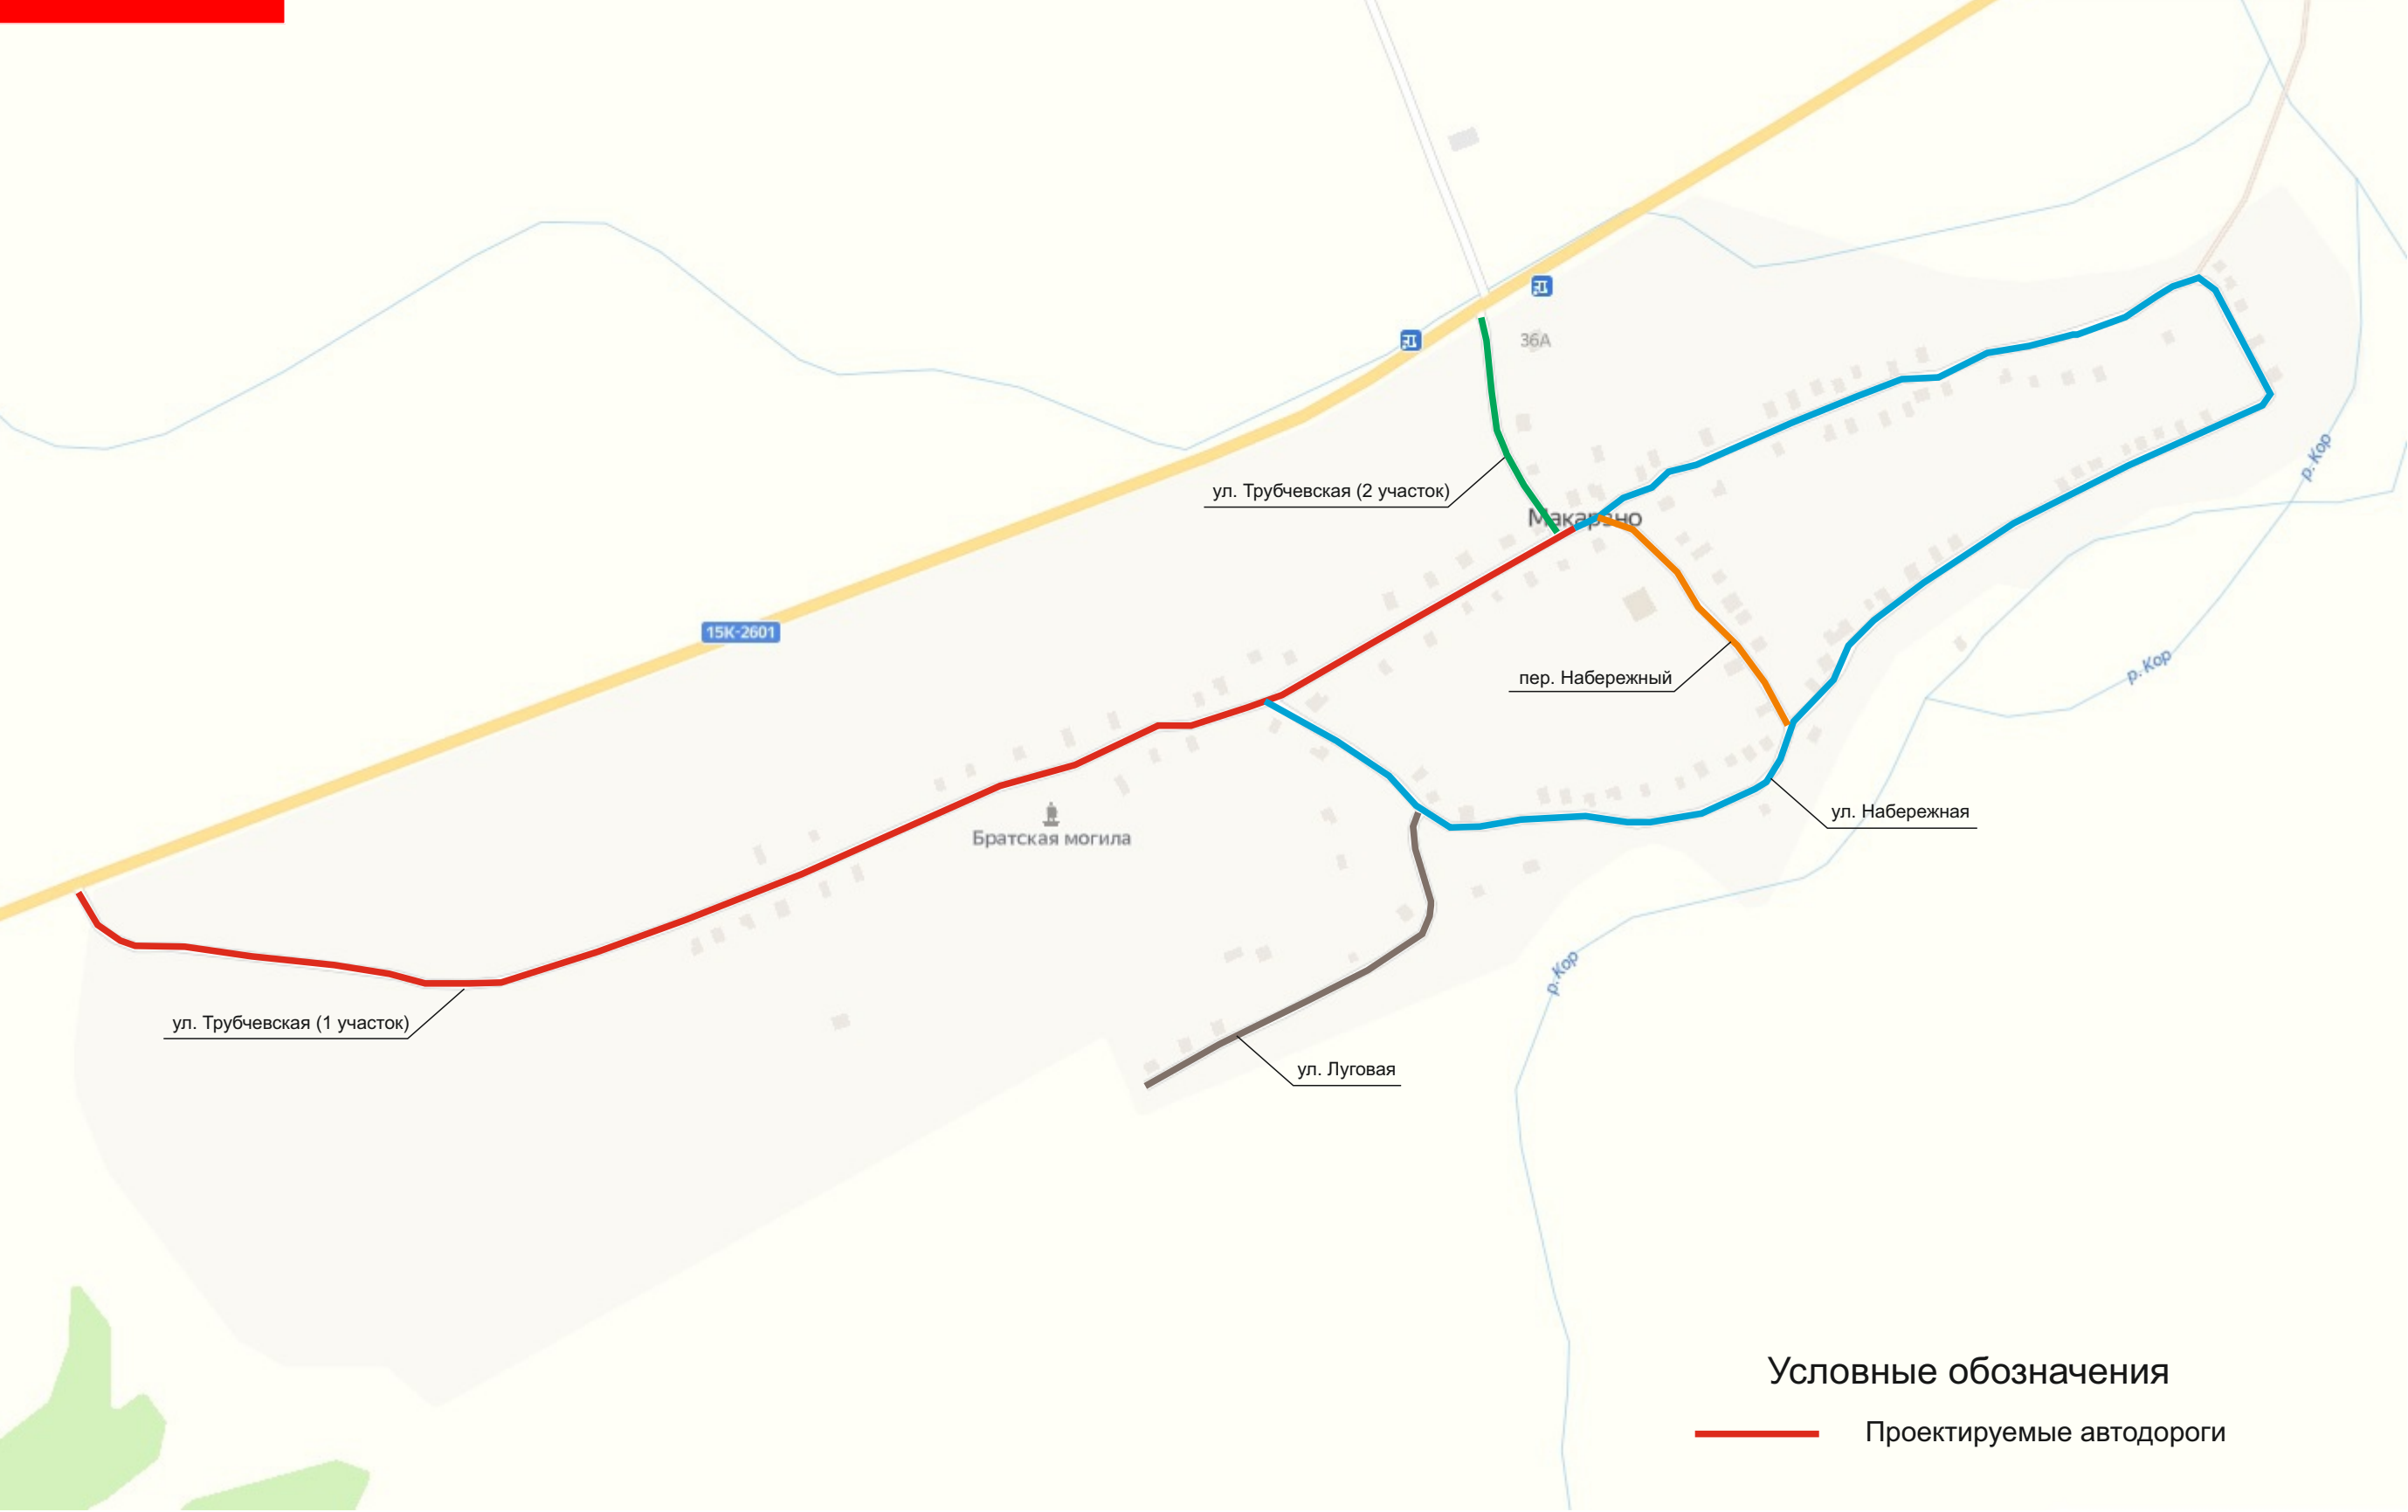 36А
ул. Трубчевская (2 участок)
Макарзно
р. Кор
15К-2601
пер. Набережный
р. Кор
ул. Набережная
Братская могила
р. Кор
ул. Трубчевская (1 участок)
ул. Луговая
Условные обозначения
Проектируемые автодороги